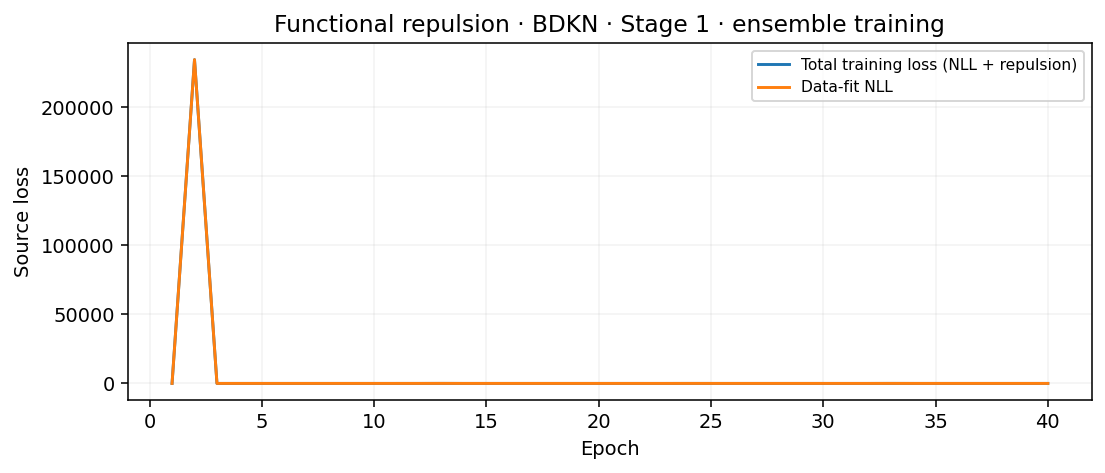 Functional repulsion · BDKN · Stage 1 · ensemble training
Total training loss (NLL + repulsion)
Data-fit NLL
Source loss
200000
150000
100000
50000
0
0 5 10 15 20 25 30 35 40
Epoch